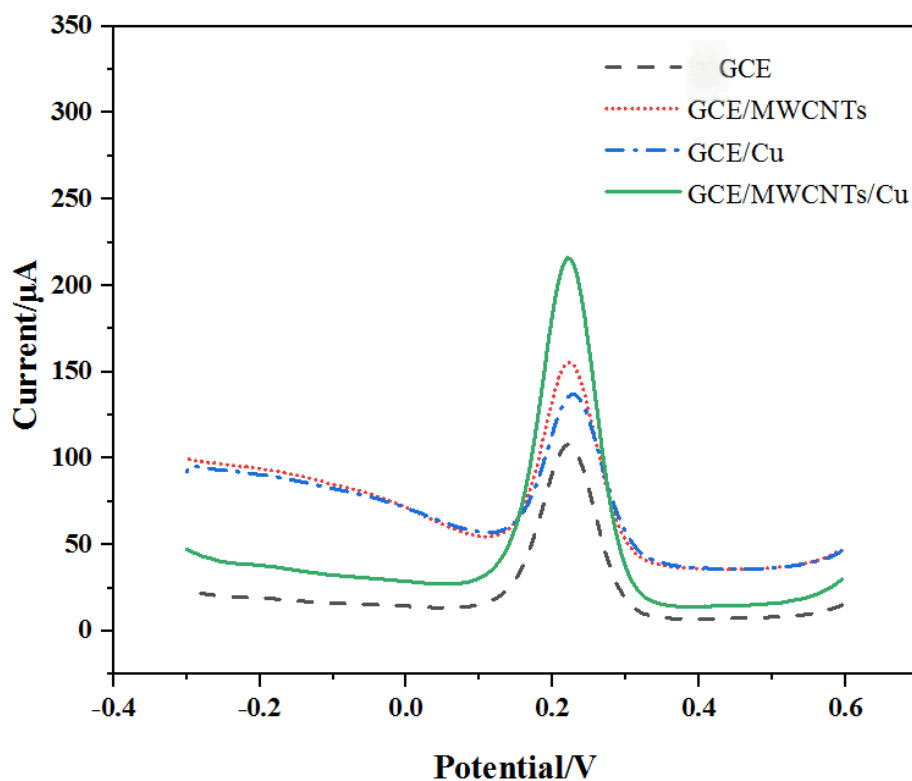 350
300
250
200
150
100
50
0
Current/μA
GCE
GCE/MWCNTs
GCE/Cu
GCE/MWCNTs/Cu
-0.4 -0.2 0.0 0.2 0.4 0.6
Potential/V